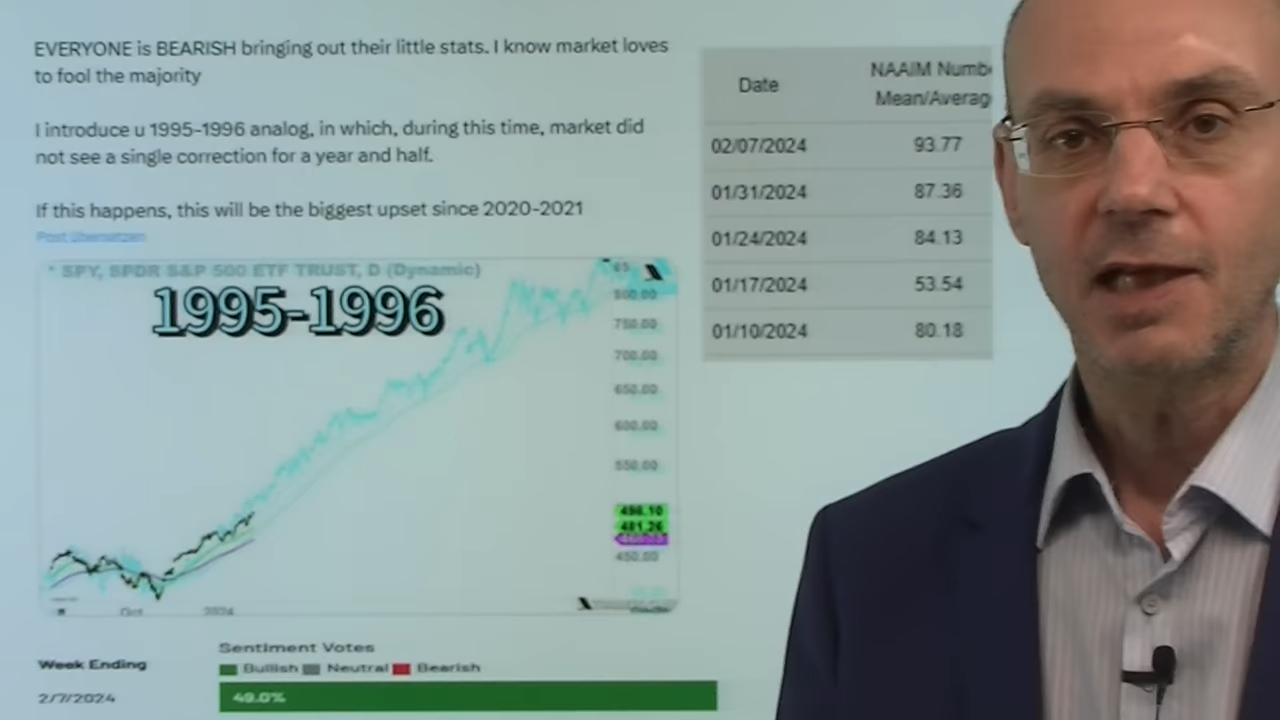 EVERYONE is BEARISH bringing out their little stats. I know market loves
to fool the majority
I introduce u 1995-1996 analog, in which, during this time, market did
not see a single correction for a year and half.
If this happens, this will be the biggest upset since 2020-2021
Post übersetzen
SPY, SPDR S&P 500 ETF TRUST, D (Dynamic)
1995-1996
800.00
750.00
700.00
650.00
600.00
550.00
498.10
481.26
450.00
Oct
2024
Date
NAAIM Numb
Mean/Averag
02/07/2024 93.77
01/31/2024 87.36
01/24/2024 84.13
01/17/2024 53.54
01/10/2024 80.18
Sentiment Votes
Week Ending
Bullish Neutral Bearish
2/7/2024
49.0%